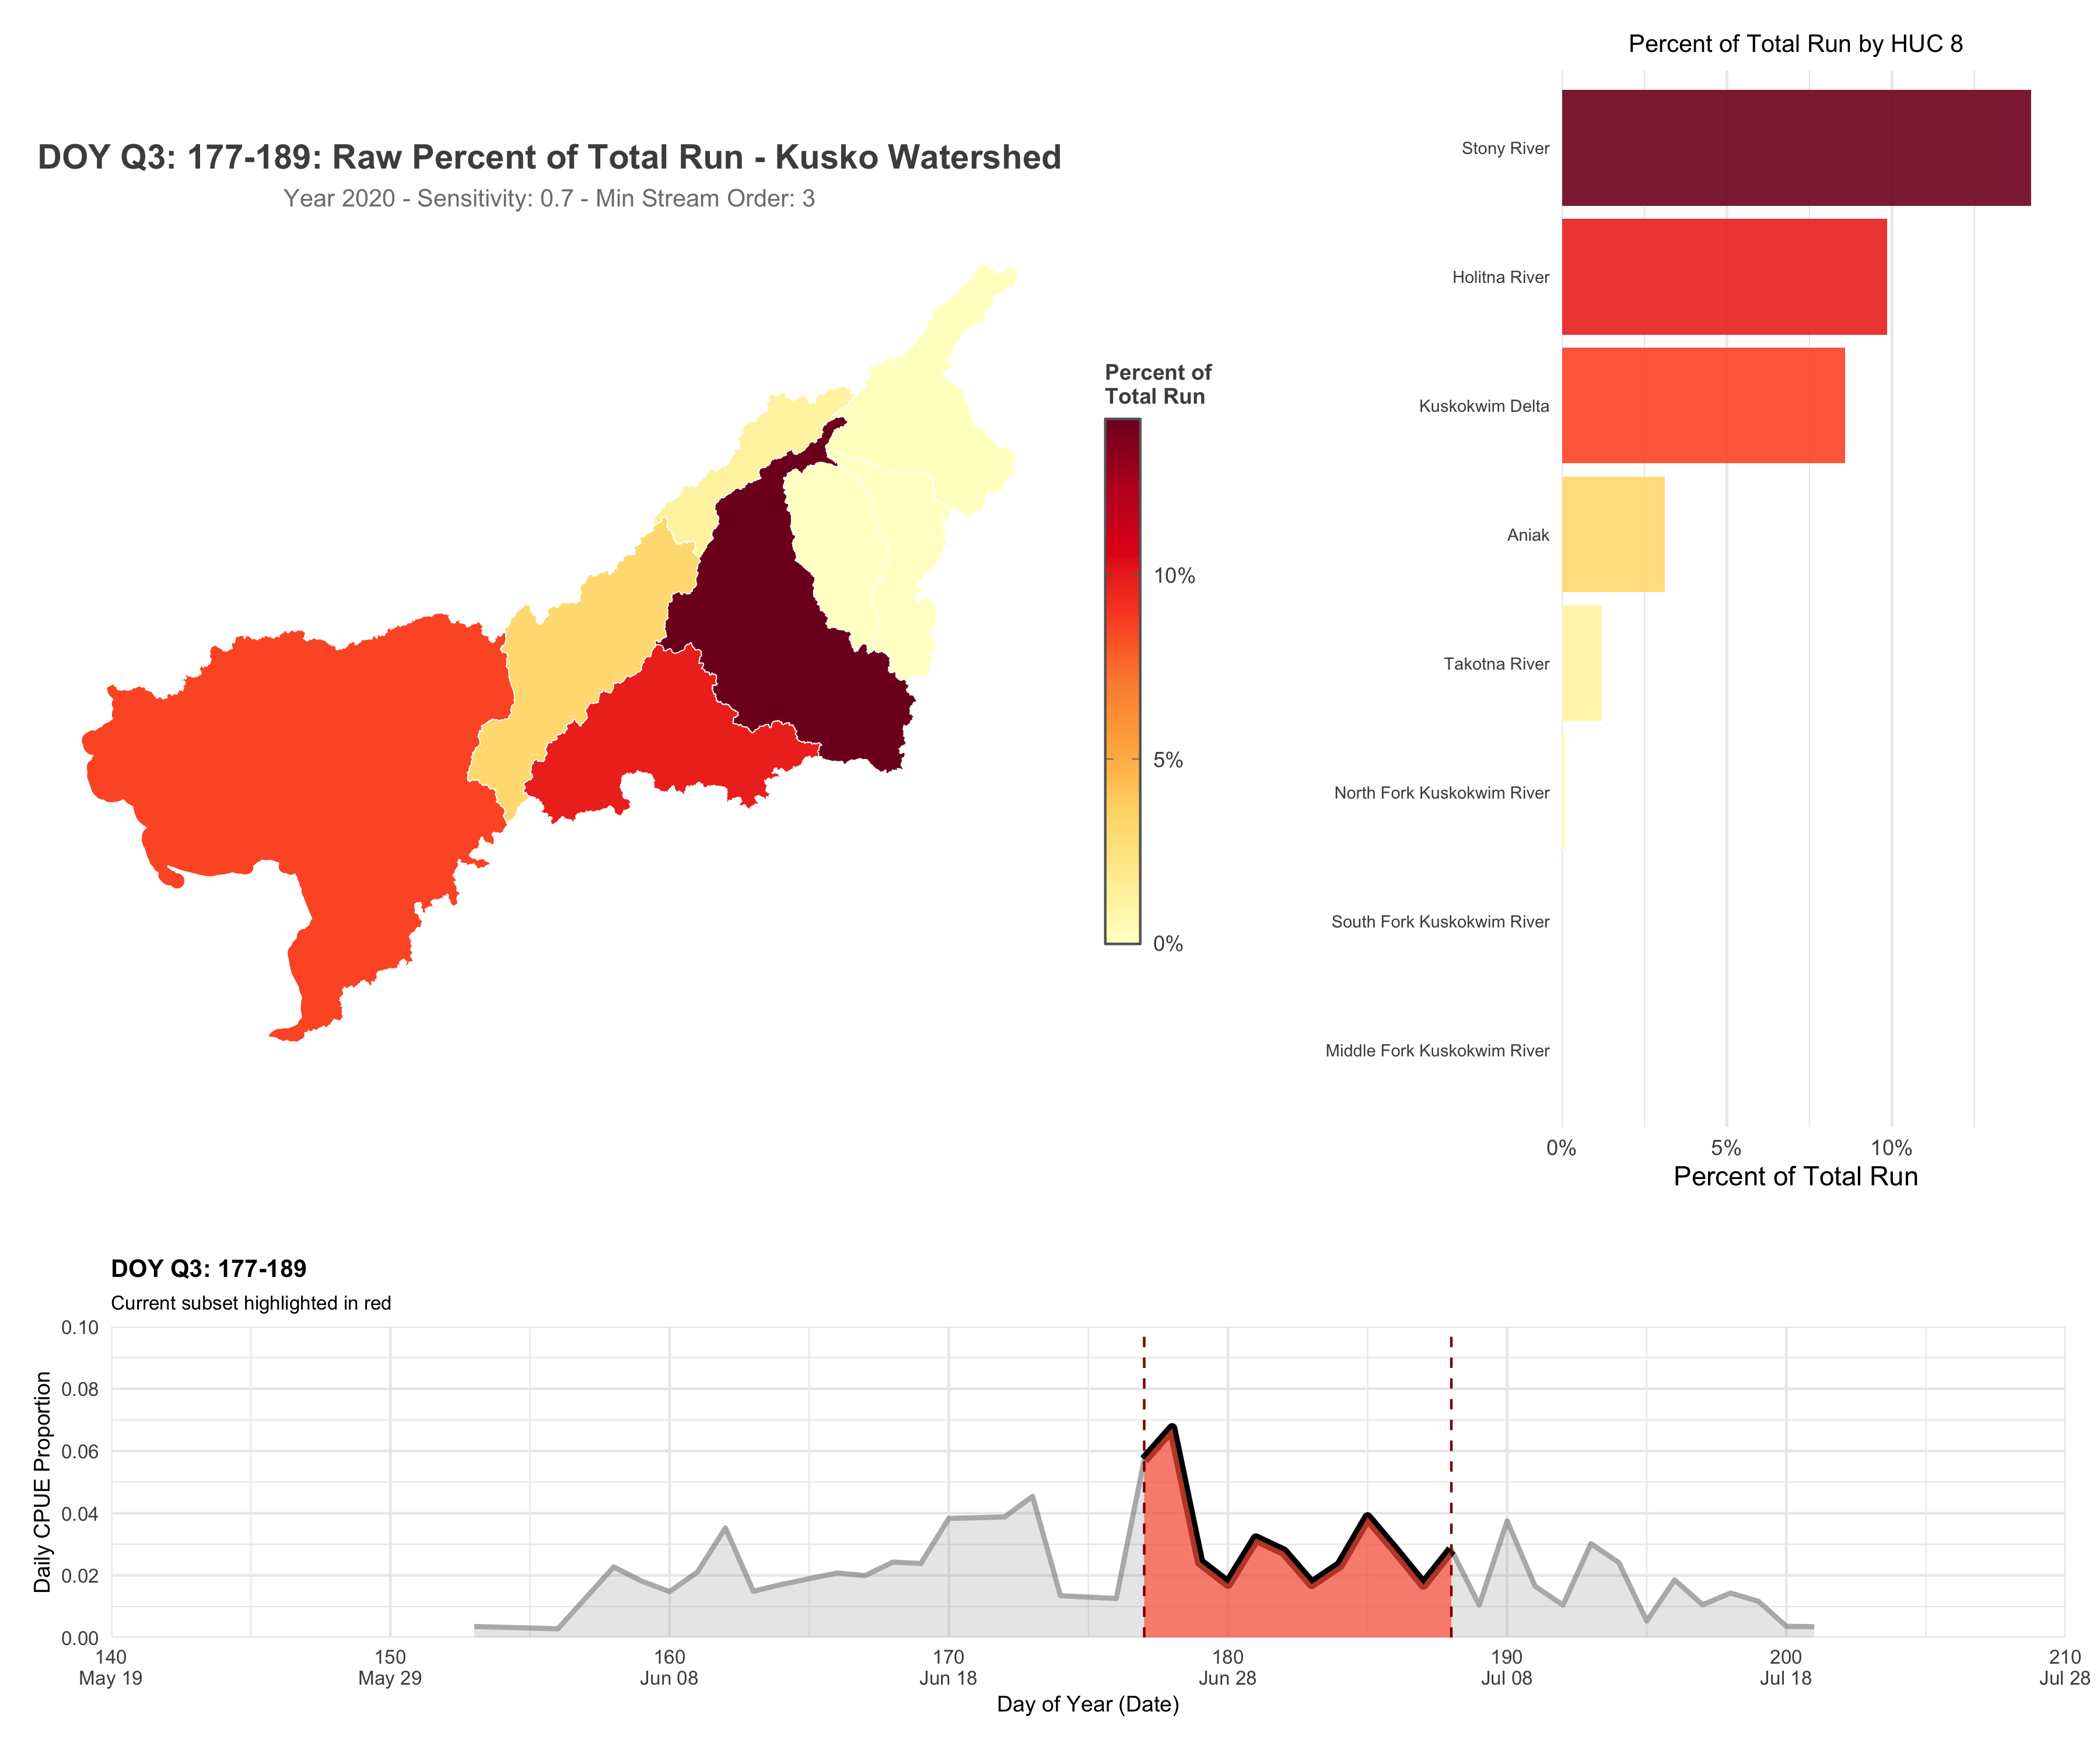 Percent of Total Run by HUC 8
DOY Q3: 177-189: Raw Percent of Total Run - Kusko Watershed
Year 2020 - Sensitivity: 0.7 - Min Stream Order: 3
Percent of
Total Run
10%
5%
0%
Stony River
Holitna River
Kuskokwim Delta
Aniak
Takotna River
North Fork Kuskokwim River
South Fork Kuskokwim River
Middle Fork Kuskokwim River
0% 5% 10%
Percent of Total Run
DOY Q3: 177-189
Current subset highlighted in red
Daily CPUE Proportion
0.10
0.08
0.06
0.04
0.02
0.00
140 150 160 170 180 190 200 210
May 19 May 29 Jun 08 Jun 18 Jun 28 Jul 08 Jul 18 Jul 28
Day of Year (Date)